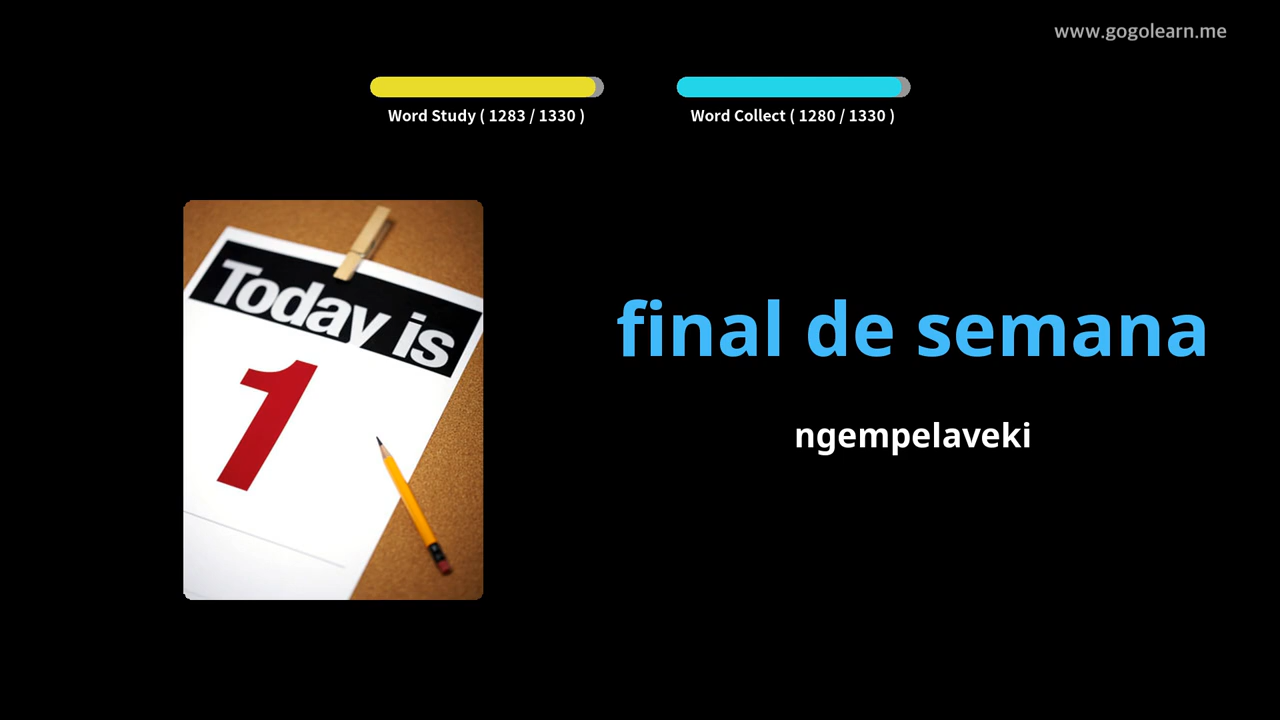 www.gogolearn.me
Word Study ( 1283 / 1330 )
Word Collect ( 1280 / 1330 )
Today is
1
final de semana
ngempelaveki